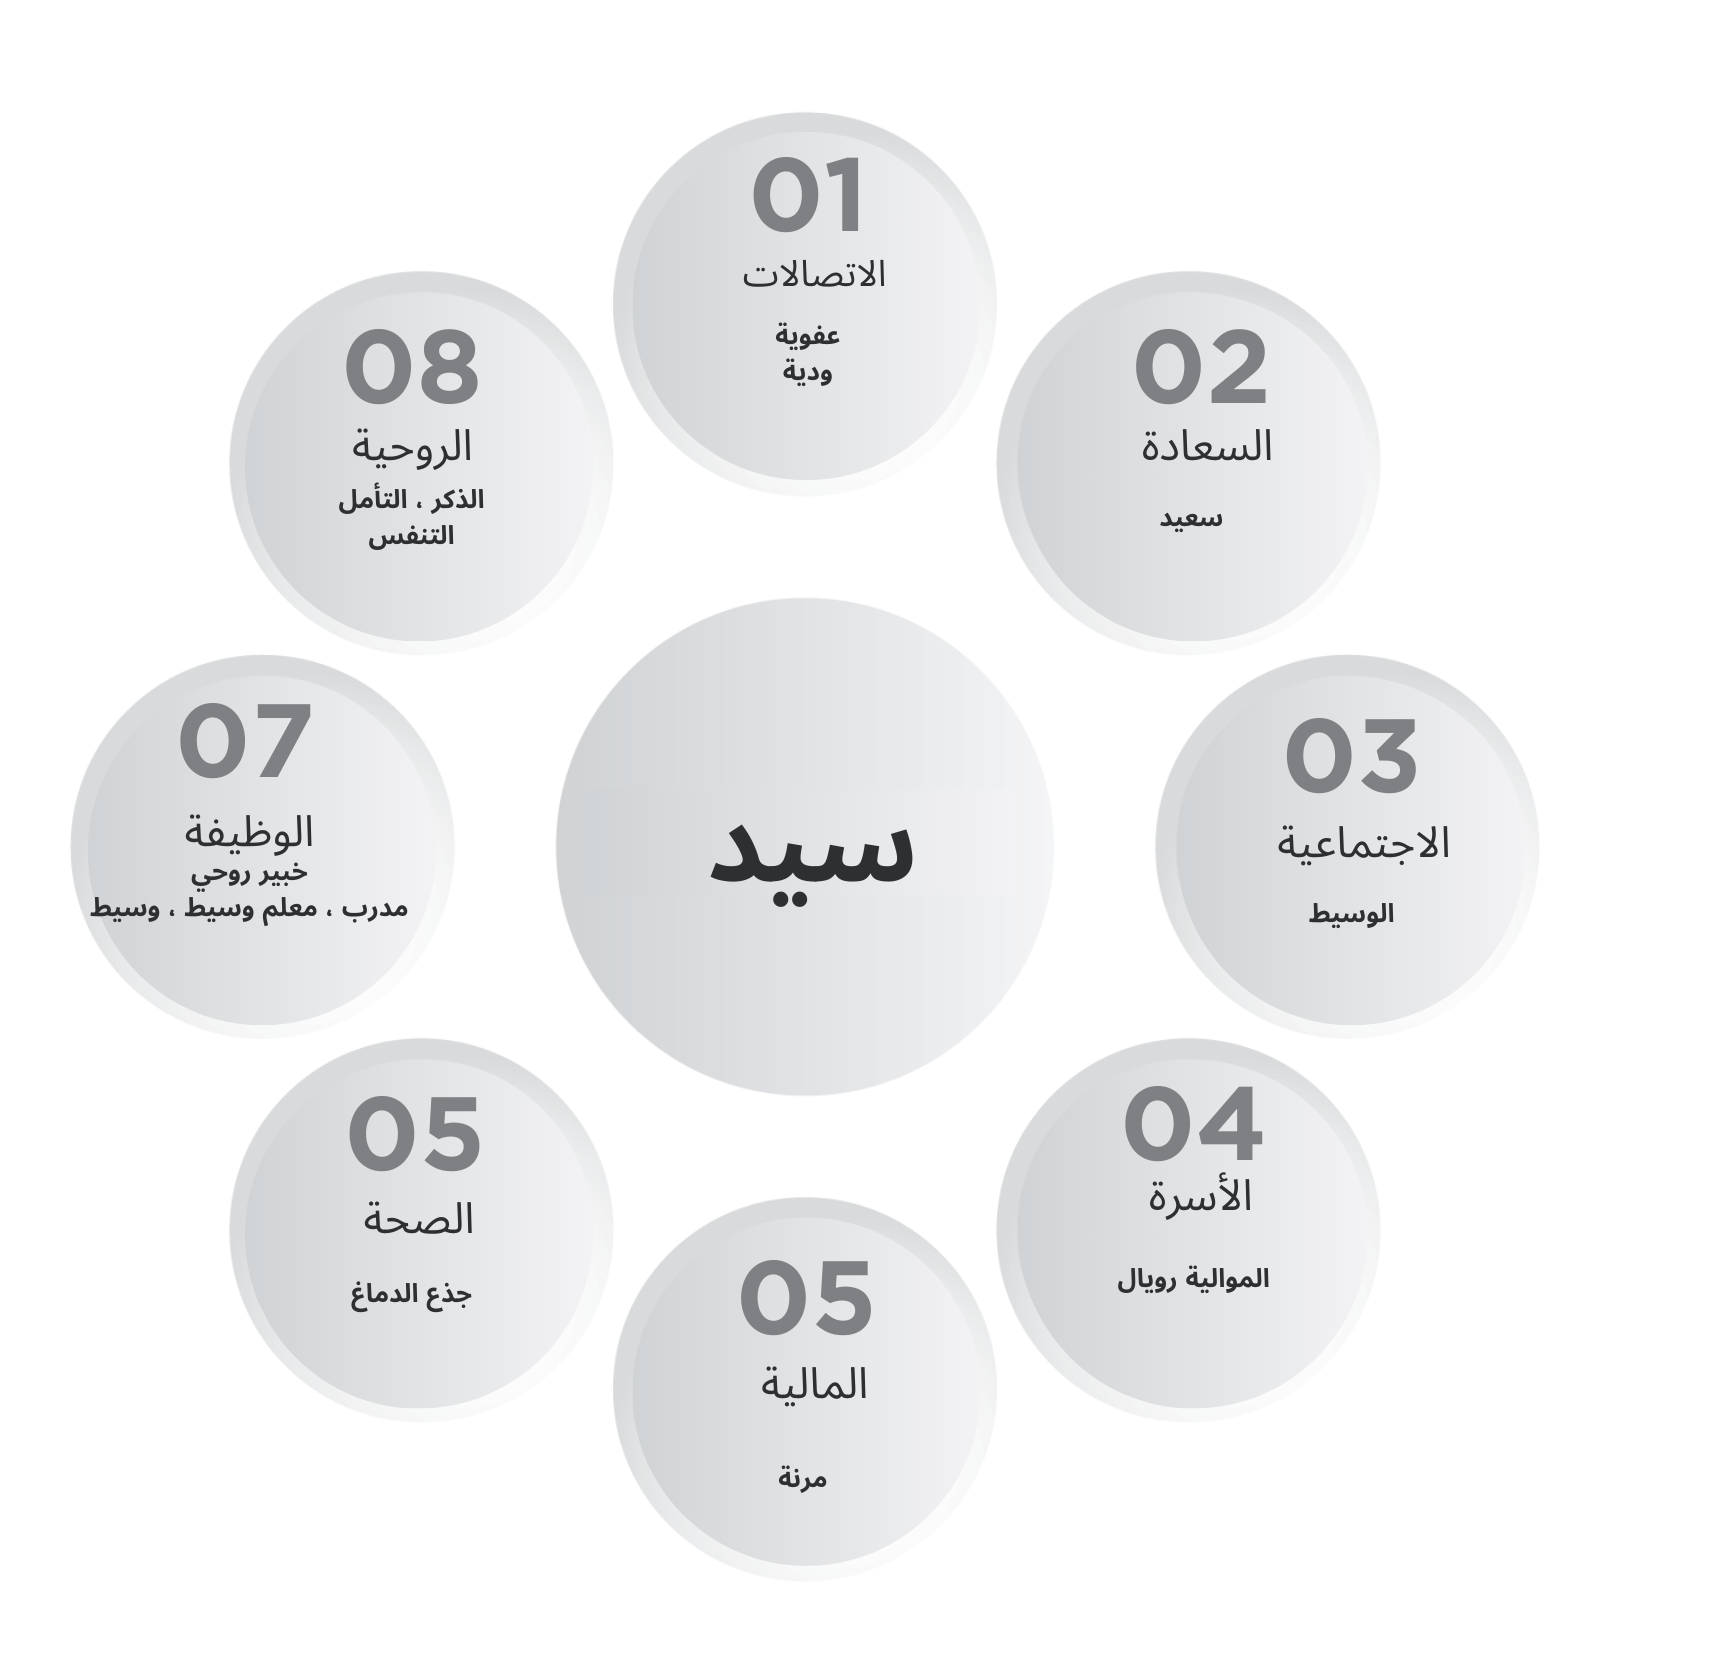 01
الاتصالات
عفوية
ودية
02
السعادة
سعيد
03
الاجتماعية
الوسيط
04
الأسرة
الموالية رويال
05
المالية
مرنة
05
الصحة
جذع الدماغ
07
الوظيفة
خبير روحي
مدرب ، معلم وسيط ، وسيط
08
الروحية
الذكر ، التأمل
التنفس
سيد